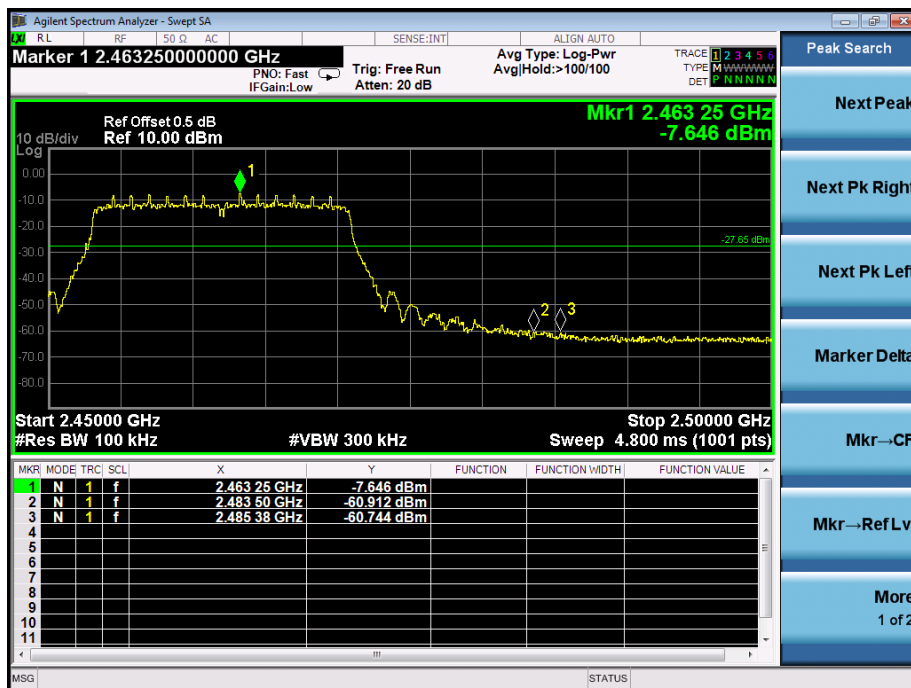 Agilent Spectrum Analyzer - Swept SA
LXI RL RF 50 Ω AC SENSE:INT ALIGN AUTO
Marker 1 2.463250000000 GHz
PNO: Fast
IFGain:Low
Trig: Free Run
Atten: 20 dB
Avg Type: Log-Pwr
Avg|Hold:>100/100
TRACE 1 2 3 4 5 6
TYPE M WWWWW
DET P N N N N N
Peak Search
Next Peak
Next Pk Right
Next Pk Left
Marker Delta
Mkr→CF
Mkr→Ref Lv
More
1 of 2
Mkr1 2.463 25 GHz
-7.646 dBm
Ref Offset 0.5 dB
10 dB/div Ref 10.00 dBm
Log
0.00
-10.0
-20.0
-30.0
-40.0
-50.0
-60.0
-70.0
-80.0
1
-27.65 dBm
2
3
Start 2.45000 GHz Stop 2.50000 GHz
#Res BW 100 kHz #VBW 300 kHz Sweep 4.800 ms (1001 pts)
MKR MODE TRC SCL X Y FUNCTION FUNCTION WIDTH FUNCTION VALUE
1 N 1 f 2.463 25 GHz -7.646 dBm
2 N 1 f 2.483 50 GHz -60.912 dBm
3 N 1 f 2.485 38 GHz -60.744 dBm
4
5
6
7
8
9
10
11
MSG STATUS